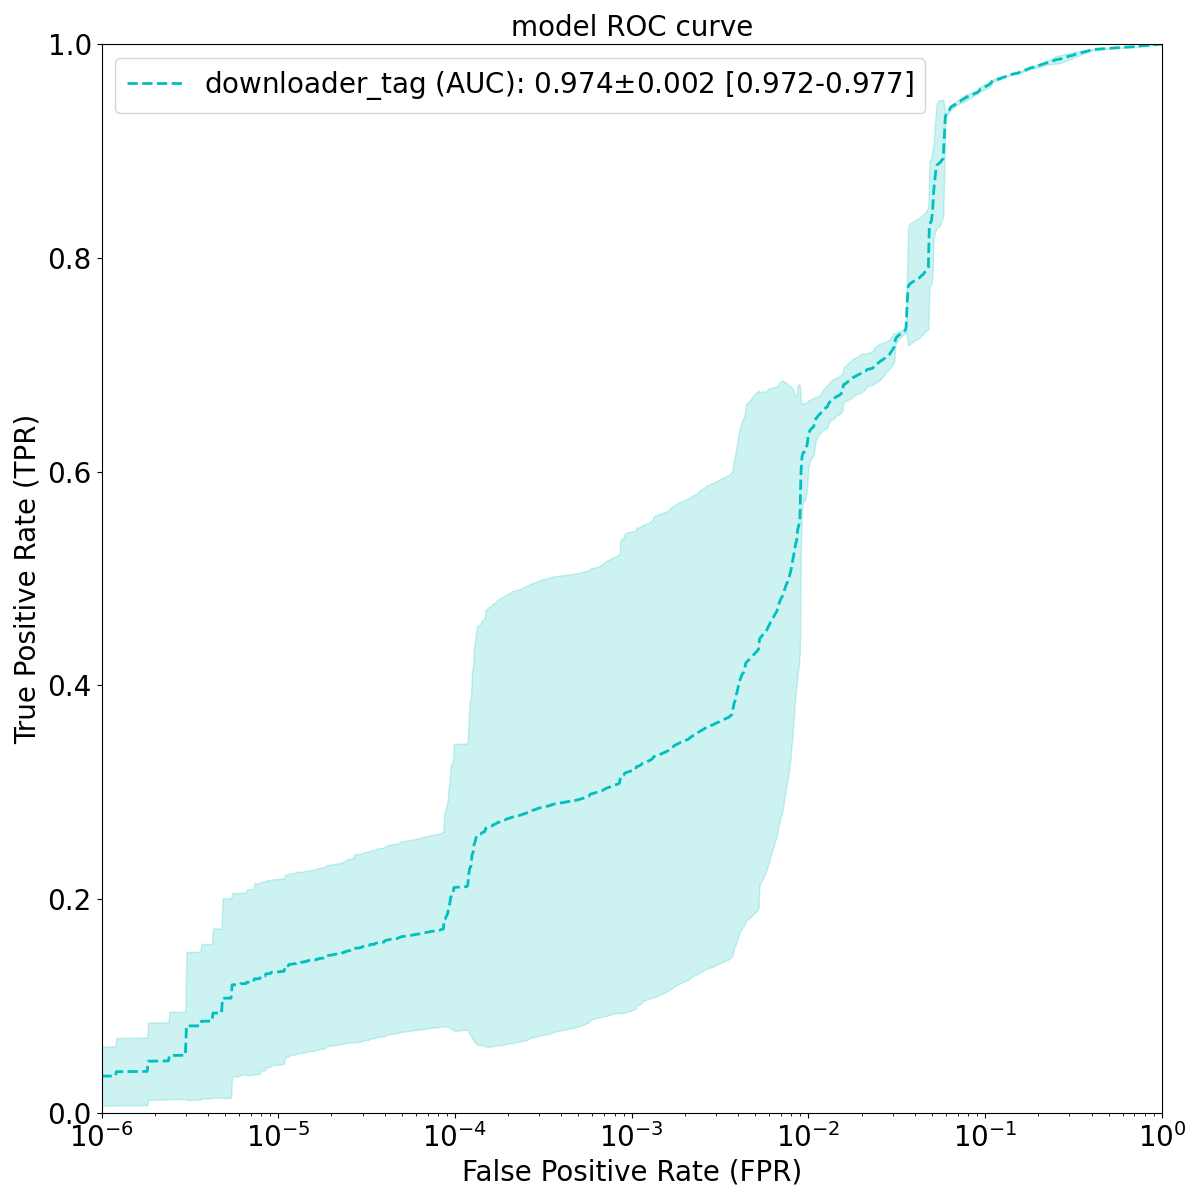 model ROC curve
downloader_tag (AUC): 0.974±0.002 [0.972-0.977]
1.0
0.8
0.6
0.4
0.2
0.0
True Positive Rate (TPR)
10⁻⁶ 10⁻⁵ 10⁻⁴ 10⁻³ 10⁻² 10⁻¹ 10⁰
False Positive Rate (FPR)